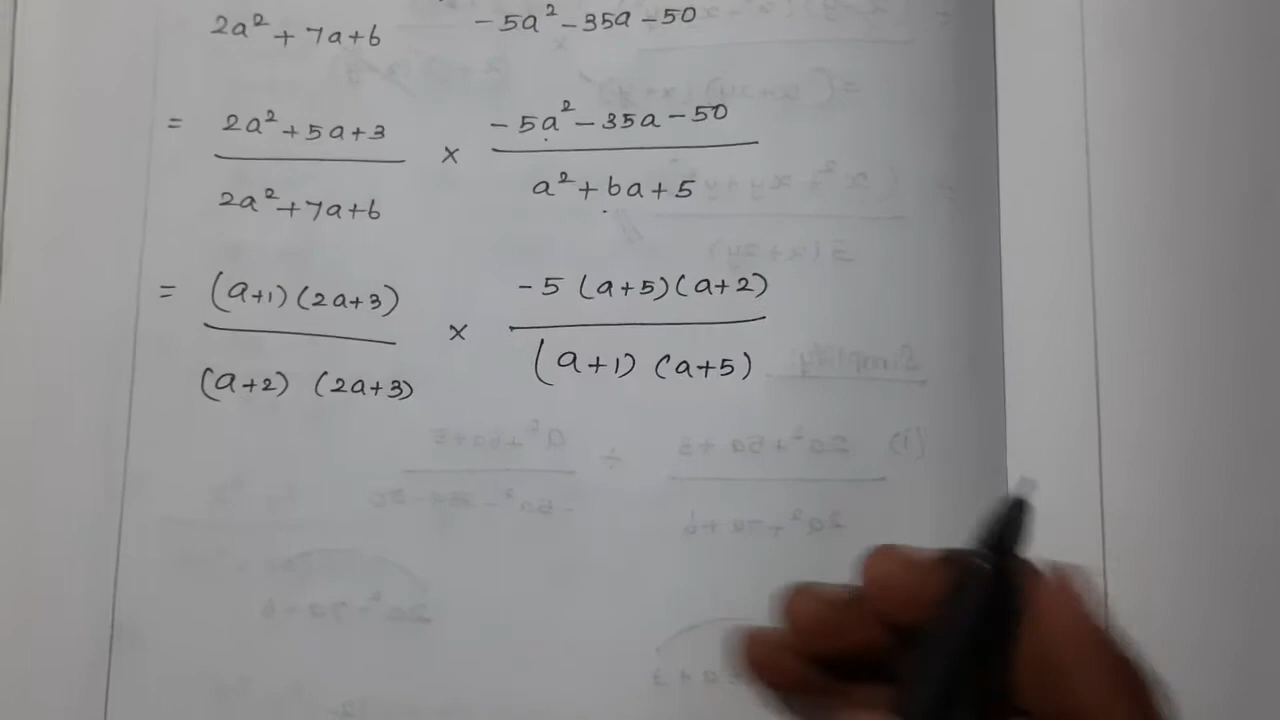 2a²+7a+6   -5a²-35a-50
= 2a²+5a+3 / 2a²+7a+6 × -5a²-35a-50 / a²+6a+5
= (a+1)(2a+3) / (a+2) (2a+3) × -5 (a+5)(a+2) / (a+1) (a+5)